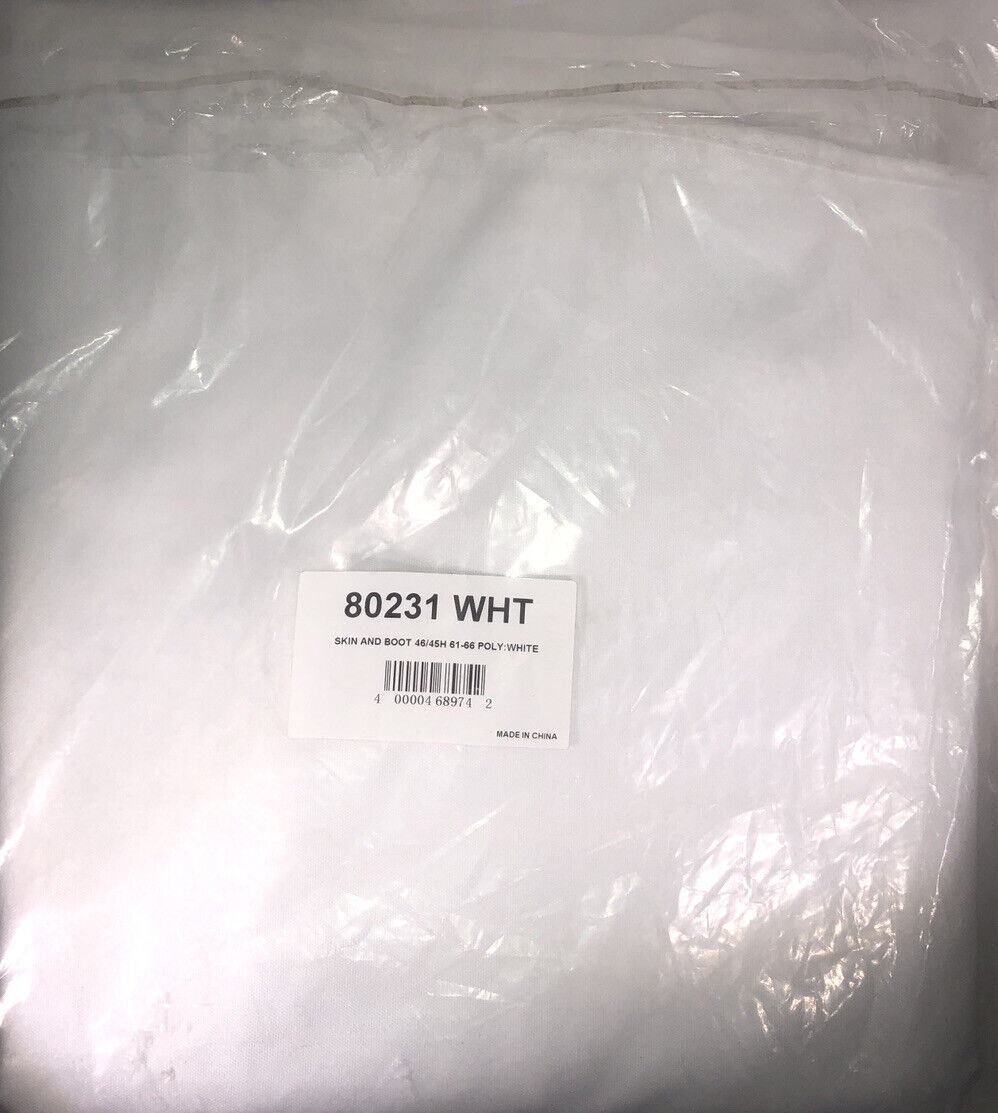 80231 WHT
SKIN AND BOOT 46/45H 61-66 POLY:WHITE
4 00004 68974 2
MADE IN CHINA